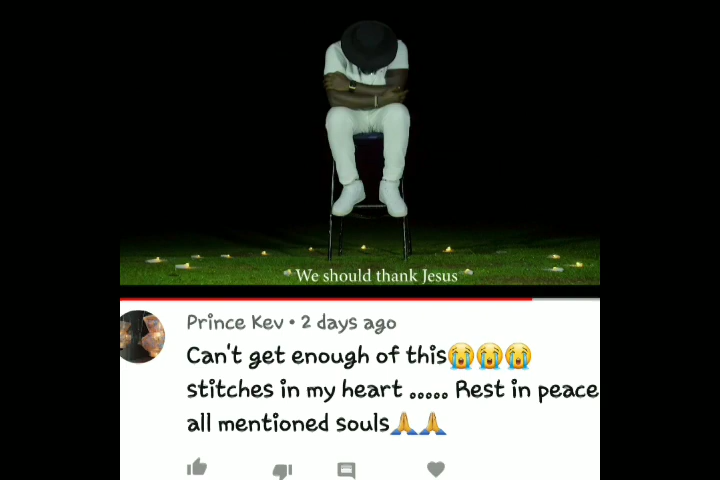 We should thank Jesus
Prince Kev • 2 days ago
Can't get enough of this😭😭😭
stitches in my heart ..... Rest in peace
all mentioned souls🙏🙏